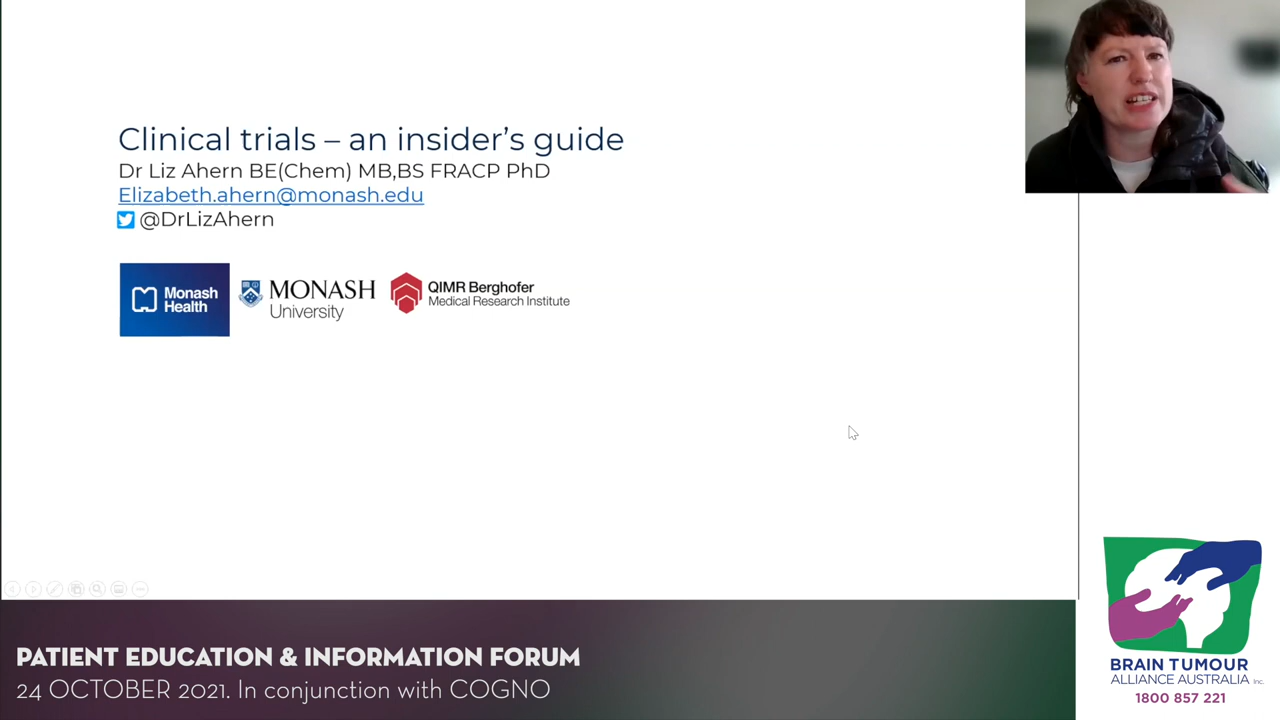 Clinical trials – an insider's guide
Dr Liz Ahern BE(Chem) MB,BS FRACP PhD
Elizabeth.ahern@monash.edu
@DrLizAhern
Monash
Health
MONASH
University
QIMR Berghofer
Medical Research Institute
PATIENT EDUCATION & INFORMATION FORUM
24 OCTOBER 2021. In conjunction with COGNO
BRAIN TUMOUR
ALLIANCE AUSTRALIA Inc.
1800 857 221